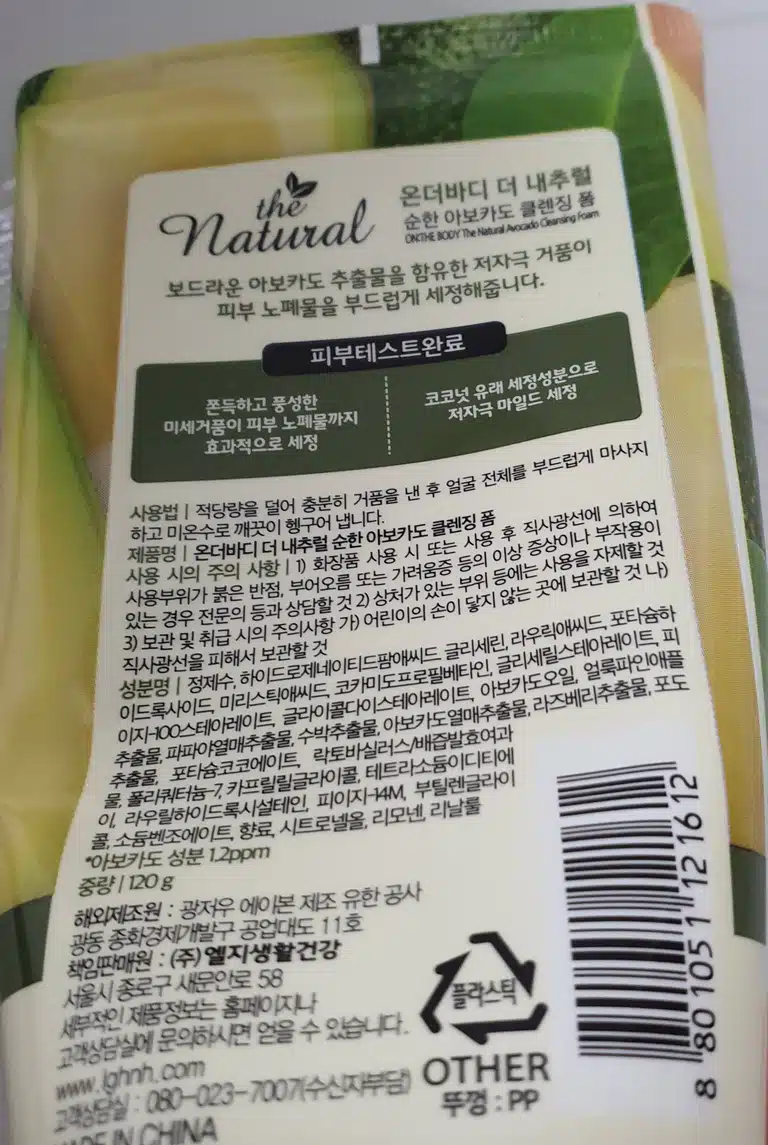 the
Natural
온더바디 더 내추럴
순한 아보카도 클렌징 폼
ON:THE BODY The Natural Avocado Cleansing Foam
보드라운 아보카도 추출물을 함유한 저자극 거품이
피부 노폐물을 부드럽게 세정해줍니다.
피부테스트완료
쫀득하고 풍성한
미세거품이 피부 노폐물까지
효과적으로 세정
코코넛 유래 세정성분으로
저자극 마일드 세정
사용법 | 적당량을 덜어 충분히 거품을 낸 후 얼굴 전체를 부드럽게 마사지
하고 미온수로 깨끗이 헹구어 냅니다.
제품명 | 온더바디 더 내추럴 순한 아보카도 클렌징 폼
사용 시의 주의 사항 | 1) 화장품 사용 시 또는 사용 후 직사광선에 의하여
사용부위가 붉은 반점, 부어오름 또는 가려움증 등의 이상 증상이나 부작용이
있는 경우 전문의 등과 상담할 것 2) 상처가 있는 부위 등에는 사용을 자제할 것
3) 보관 및 취급 시의 주의사항 가) 어린이의 손이 닿지 않는 곳에 보관할 것 나)
직사광선을 피해서 보관할 것
성분명 | 정제수, 하이드로제네이티드팜애씨드, 글리세린, 라우릭애씨드, 포타슘하
이드록사이드, 미리스틱애씨드, 코카미도프로필베타인, 글리세릴스테아레이트, 피
이지-100스테아레이트, 글라이콜다이스테아레이트, 아보카도오일, 얼룩파인애플
추출물, 파파야열매추출물, 수박추출물, 아보카도열매추출물, 라즈베리추출물, 포도
추출물, 포타슘코코에이트, 락토바실러스/배즙발효여과
물, 폴리쿼터늄-7, 카프릴릴글라이콜, 테트라소듐이디티에
이, 라우릴하이드록시설테인, 피이지-14M, 부틸렌글라이
콜, 소듐벤조에이트, 향료, 시트로넬올, 리모넨, 리날룰
*아보카도 성분 1.2ppm
중량 | 120 g
해외제조원 : 광저우 에이본 제조 유한 공사
광동 종화경제개발구 공업대도 11호
책임판매원 : (주)엘지생활건강
서울시 종로구 새문안로 58
세부적인 제품정보는 홈페이지나
고객상담실에 문의하시면 얻을 수 있습니다.
www.lghnh.com
고객상담실 : 080-023-7007(수신자부담)
MADE IN CHINA
플라스틱
OTHER
뚜껑 : PP
8 801051 121612